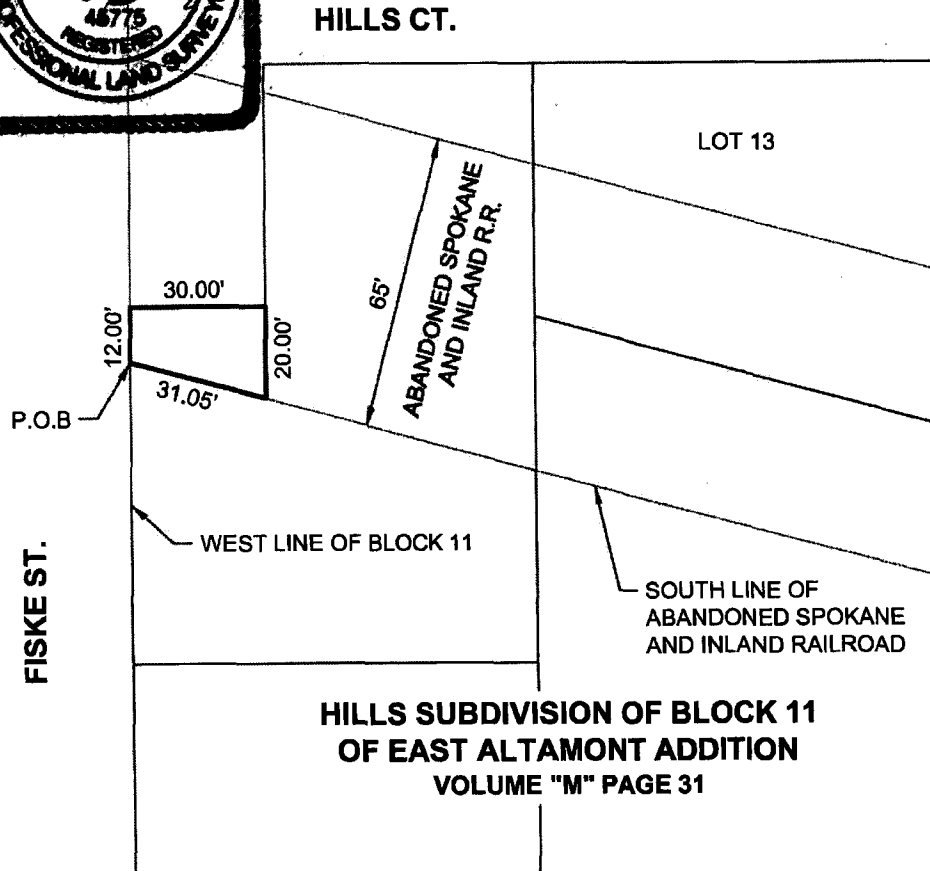 HILLS CT.
45775
REGISTERED
PROFESSIONAL LAND SURVEY
LOT 13
ABANDONED SPOKANE
AND INLAND R.R.
65'
30.00'
12.00'
20.00'
31.05'
P.O.B
WEST LINE OF BLOCK 11
FISKE ST.
SOUTH LINE OF
ABANDONED SPOKANE
AND INLAND RAILROAD
HILLS SUBDIVISION OF BLOCK 11
OF EAST ALTAMONT ADDITION
VOLUME "M" PAGE 31